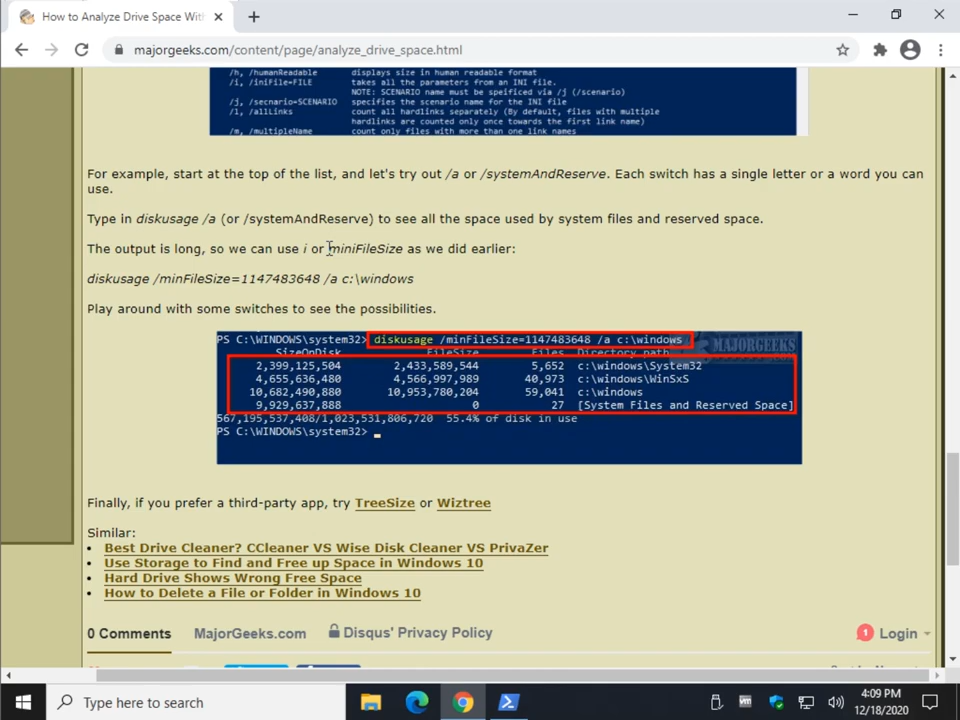 How to Analyze Drive Space With
majorgeeks.com/content/page/analyze_drive_space.html
/h, /humanReadable displays size in human readable format
/i, /iniFile=FILE takes all the parameters from an INI file.
NOTE: SCENARIO name must be speificed via /j (/scenario)
/j, /secnario=SCENARIO specifies the scenario name for the INI file
/l, /allLinks count all hardlinks separately (By default, files with multiple
hardlinks are counted only once towards the first link name)
/m, /multipleName count only files with more than one link names
For example, start at the top of the list, and let's try out /a or /systemAndReserve. Each switch has a single letter or a word you can
use.
Type in diskusage /a (or /systemAndReserve) to see all the space used by system files and reserved space.
The output is long, so we can use i or miniFileSize as we did earlier:
diskusage /minFileSize=1147483648 /a c:\windows
Play around with some switches to see the possibilities.
PS C:\WINDOWS\system32> diskusage /minFileSize=1147483648 /a c:\windows
MAJORGEEKS
SizeOnDisk FileSize Files Directory path
2,399,125,504 2,433,589,544 5,652 c:\windows\System32
4,655,636,480 4,566,997,989 40,973 c:\windows\WinSxS
10,682,490,880 10,953,780,204 59,041 c:\windows
9,929,637,888 0 27 [System Files and Reserved Space]
567,195,537,408/1,023,531,806,720 55.4% of disk in use
PS C:\WINDOWS\system32>
Finally, if you prefer a third-party app, try TreeSize or Wiztree
Similar:
• Best Drive Cleaner? CCleaner VS Wise Disk Cleaner VS PrivaZer
• Use Storage to Find and Free up Space in Windows 10
• Hard Drive Shows Wrong Free Space
• How to Delete a File or Folder in Windows 10
0 Comments MajorGeeks.com Disqus' Privacy Policy 1 Login
Type here to search
vm
4:09 PM
12/18/2020